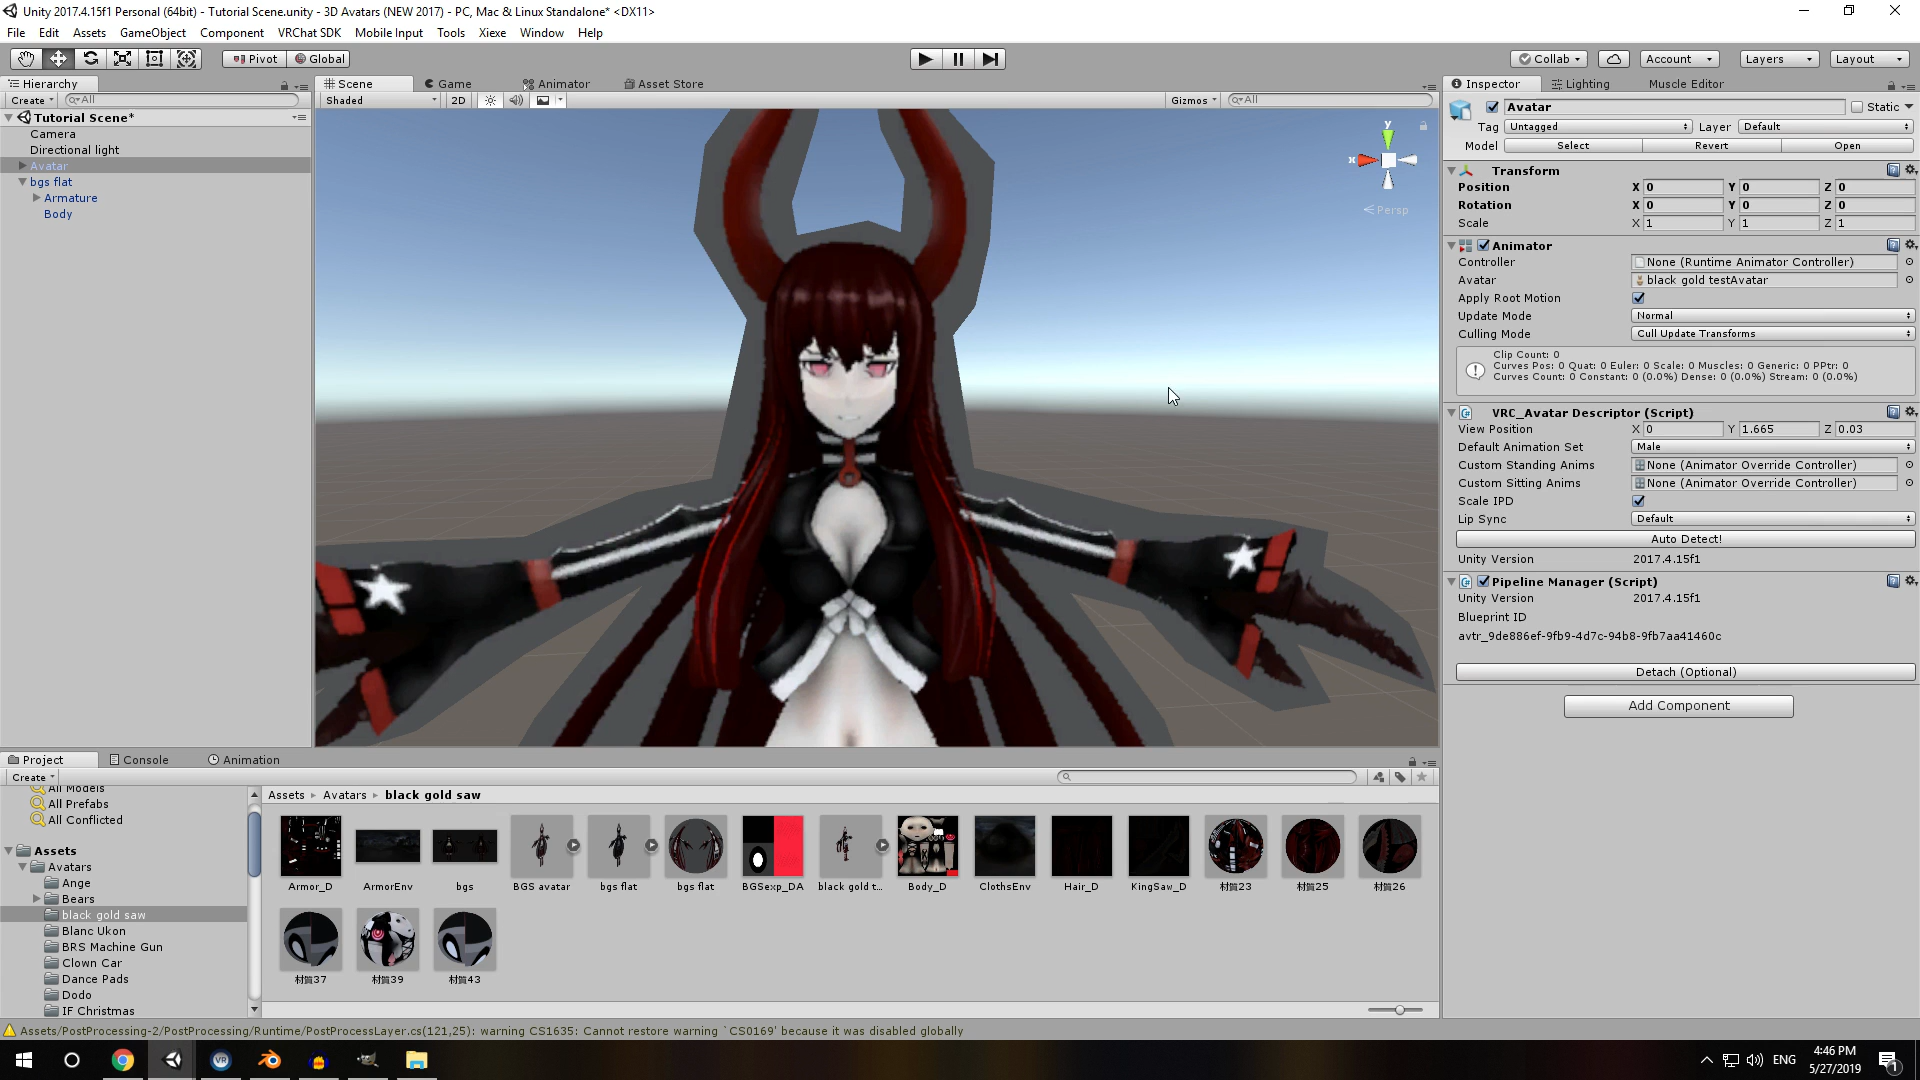 Unity 2017.4.15f1 Personal (64bit) - Tutorial Scene.unity - 3D Avatars (NEW 2017) - PC, Mac & Linux Standalone* <DX11>
File Edit Assets GameObject Component VRChat SDK Mobile Input Tools Xiexe Window Help
Pivot Global Collab Account Layers Layout
Hierarchy
Create All
Tutorial Scene*
Camera
Directional light
Avatar
bgs flat
Armature
Body
Scene Game Animator Asset Store
Shaded 2D Gizmos All
y
x
Persp
Inspector Lighting Muscle Editor
Avatar Static
Tag Untagged Layer Default
Model Select Revert Open
Transform
Position X 0 Y 0 Z 0
Rotation X 0 Y 0 Z 0
Scale X 1 Y 1 Z 1
Animator
Controller None (Runtime Animator Controller)
Avatar black gold testAvatar
Apply Root Motion
Update Mode Normal
Culling Mode Cull Update Transforms
Clip Count: 0
Curves Pos: 0 Quat: 0 Euler: 0 Scale: 0 Muscles: 0 Generic: 0 PPtr: 0
Curves Count: 0 Constant: 0 (0.0%) Dense: 0 (0.0%) Stream: 0 (0.0%)
VRC_Avatar Descriptor (Script)
View Position X 0 Y 1.665 Z 0.03
Default Animation Set Male
Custom Standing Anims None (Animator Override Controller)
Custom Sitting Anims None (Animator Override Controller)
Scale IPD
Lip Sync Default
Auto Detect!
Unity Version 2017.4.15f1
Pipeline Manager (Script)
Unity Version 2017.4.15f1
Blueprint ID
avtr_9de886ef-9fb9-4d7c-94b8-9fb7aa41460c
Detach (Optional)
Add Component
Project Console Animation
Create
All Models
All Prefabs
All Conflicted
Assets
Avatars
Ange
Bears
black gold saw
Blanc Ukon
BRS Machine Gun
Clown Car
Dance Pads
Dodo
IF Christmas
Assets Avatars black gold saw
Armor_D ArmorEnv bgs BGS avatar bgs flat bgs flat BGSexp_DA black gold t... Body_D ClothsEnv Hair_D KingSaw_D 材質23 材質25 材質26
材質37 材質39 材質43
Assets/PostProcessing-2/PostProcessing/Runtime/PostProcessLayer.cs(121,25): warning CS1635: Cannot restore warning `CS0169' because it was disabled globally
VR
ENG
4:46 PM
5/27/2019
1